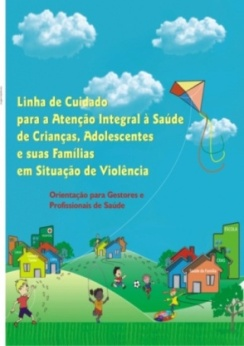 Linha de Cuidado
para a Atenção Integral à Saúde
de Crianças, Adolescentes
e suas Famílias
em Situação de Violência
Orientação para Gestores e
Profissionais de Saúde